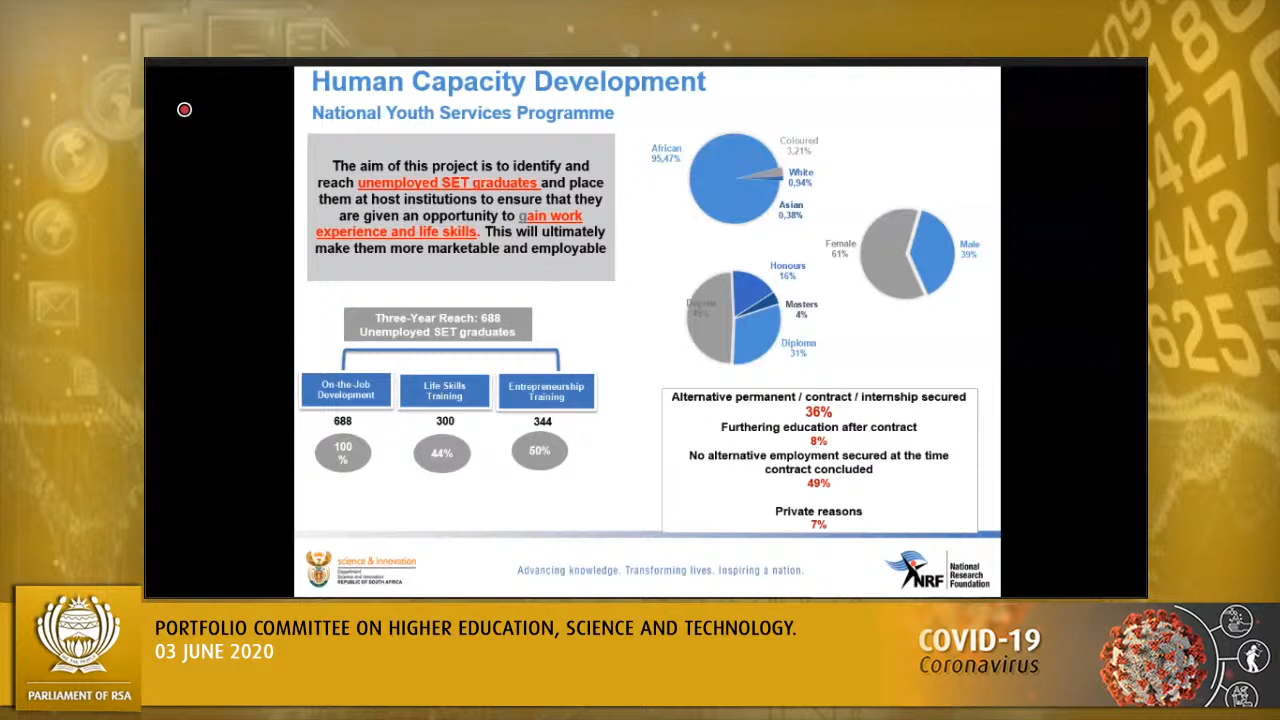 Human Capacity Development
National Youth Services Programme
The aim of this project is to identify and
reach unemployed SET graduates and place
them at host institutions to ensure that they
are given an opportunity to gain work
experience and life skills. This will ultimately
make them more marketable and employable
Three-Year Reach: 688
Unemployed SET graduates
On-the-Job
Development
Life Skills
Training
Entrepreneurship
Training
688
300
344
100
%
44%
50%
African
95,47%
Coloured
3,21%
White
0,94%
Asian
0,38%
Female
61%
Male
39%
Honours
16%
Masters
4%
Degree
Diploma
31%
Alternative permanent / contract / internship secured
36%
Furthering education after contract
8%
No alternative employment secured at the time
contract concluded
49%
Private reasons
7%
science & innovation
Department
Science and Innovation
REPUBLIC OF SOUTH AFRICA
Advancing knowledge. Transforming lives. Inspiring a nation.
NRF
National
Research
Foundation
PORTFOLIO COMMITTEE ON HIGHER EDUCATION, SCIENCE AND TECHNOLOGY.
03 JUNE 2020
PARLIAMENT OF RSA
COVID-19
Coronavirus